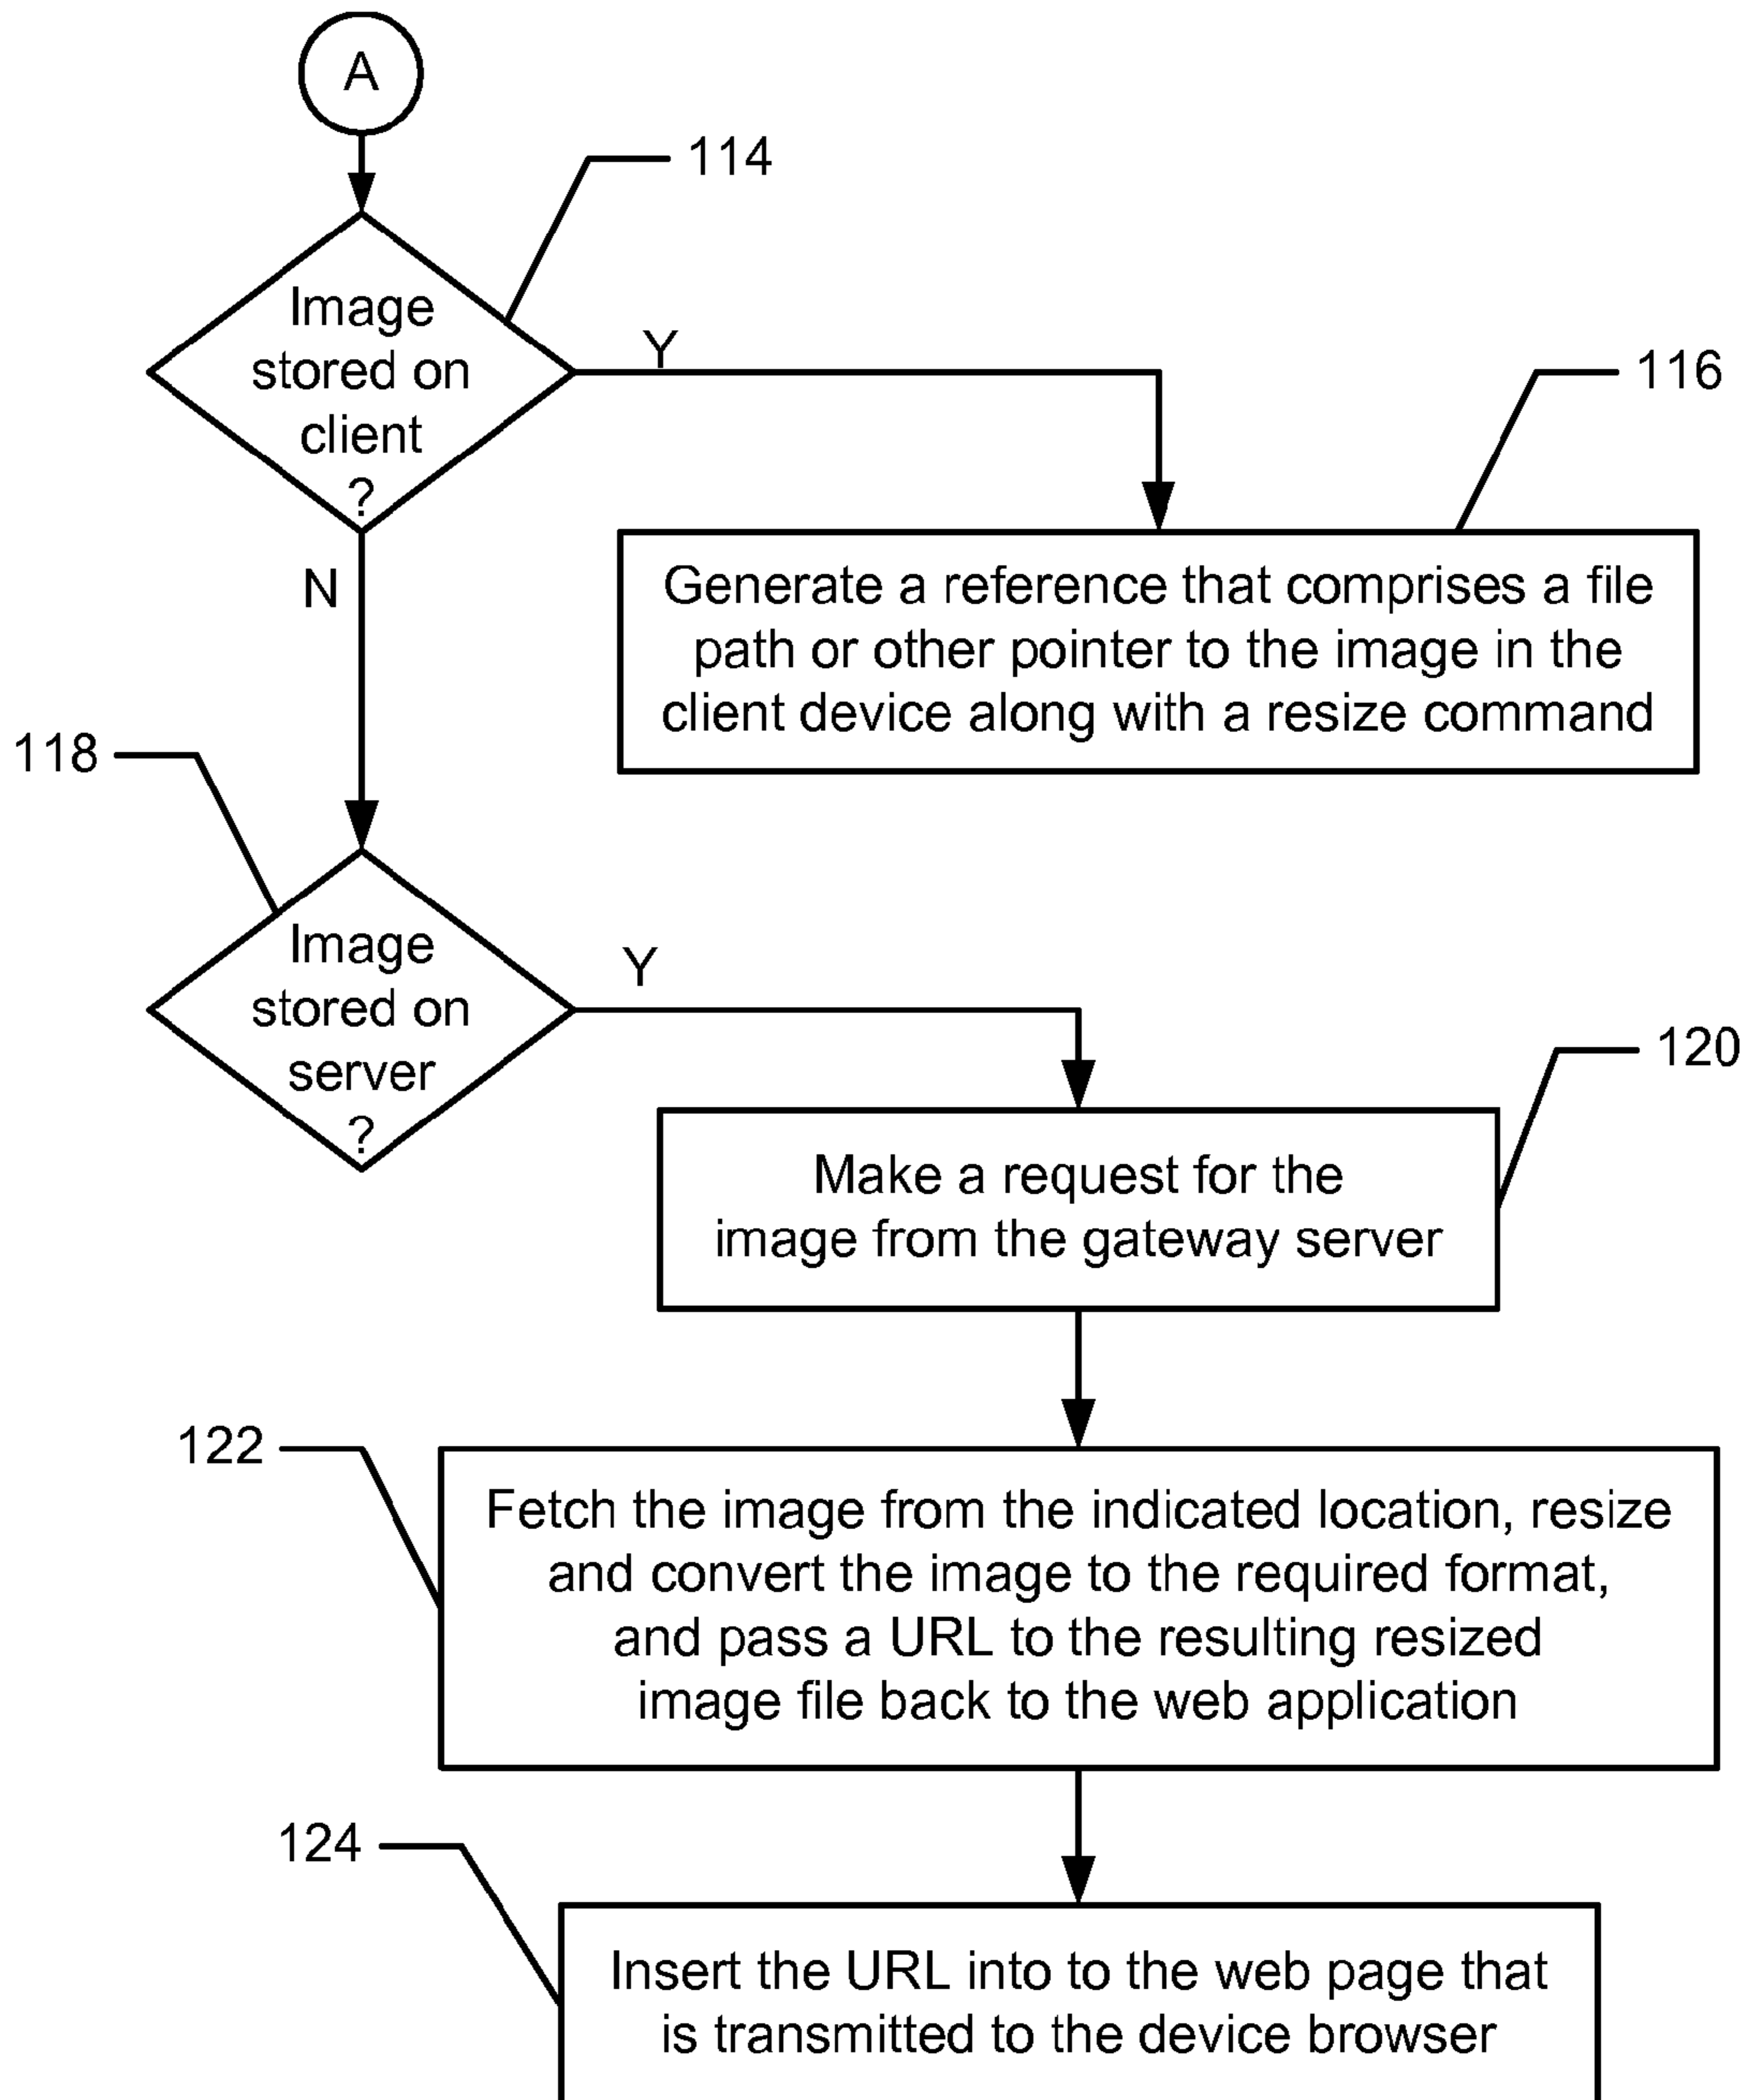 A
114
Image
stored on
client
?
Y
116
Generate a reference that comprises a file
path or other pointer to the image in the
client device along with a resize command
N
118
Image
stored on
server
?
Y
120
Make a request for the
image from the gateway server
122
Fetch the image from the indicated location, resize
and convert the image to the required format,
and pass a URL to the resulting resized
image file back to the web application
124
Insert the URL into to the web page that
is transmitted to the device browser